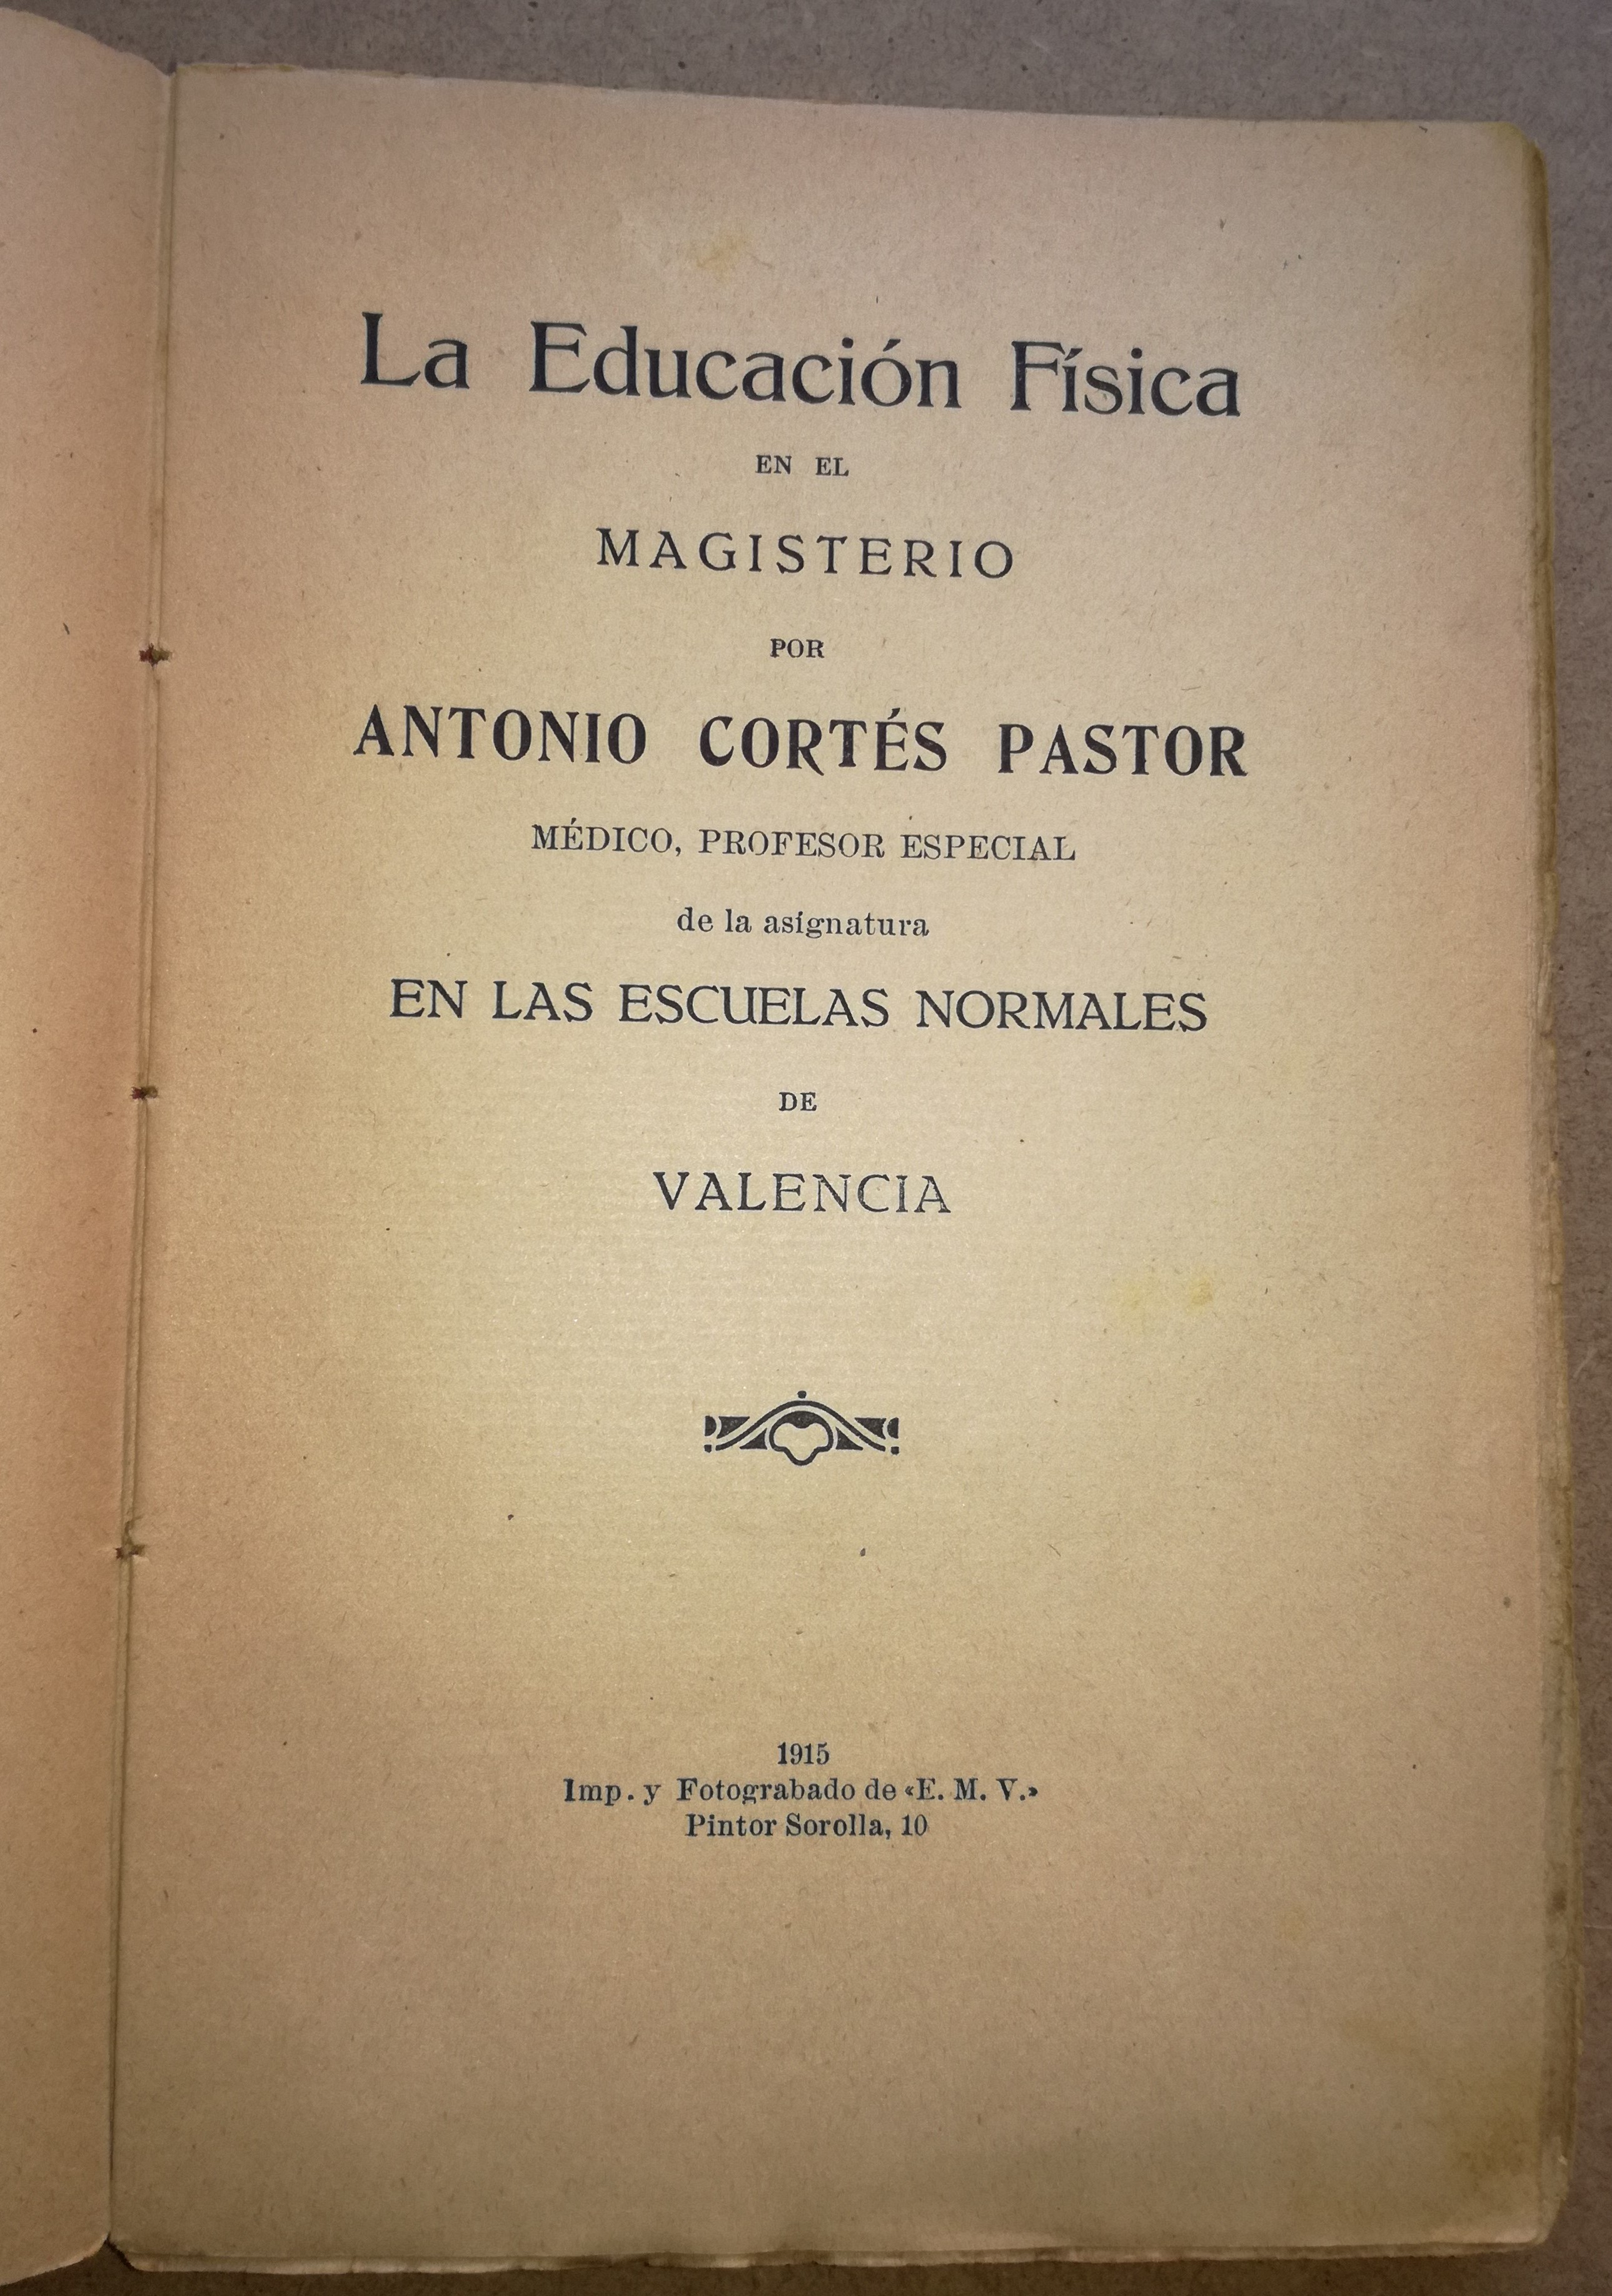 La Educación Física
EN EL
MAGISTERIO
POR
ANTONIO CORTÉS PASTOR
MÉDICO, PROFESOR ESPECIAL
de la asignatura
EN LAS ESCUELAS NORMALES
DE
VALENCIA
1915
Imp. y Fotograbado de «E. M. V.»
Pintor Sorolla, 10